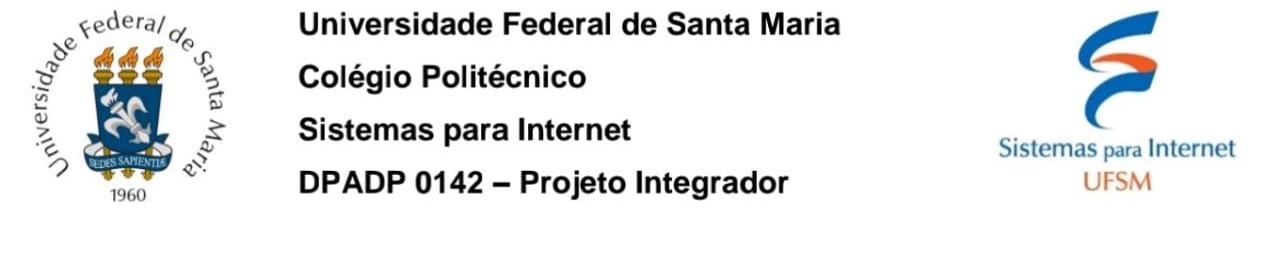 Universidade Federal de Santa Maria
SEDES SAPIENTIÆ
1960
Universidade Federal de Santa Maria
Colégio Politécnico
Sistemas para Internet
DPADP 0142 – Projeto Integrador
Sistemas para Internet
UFSM